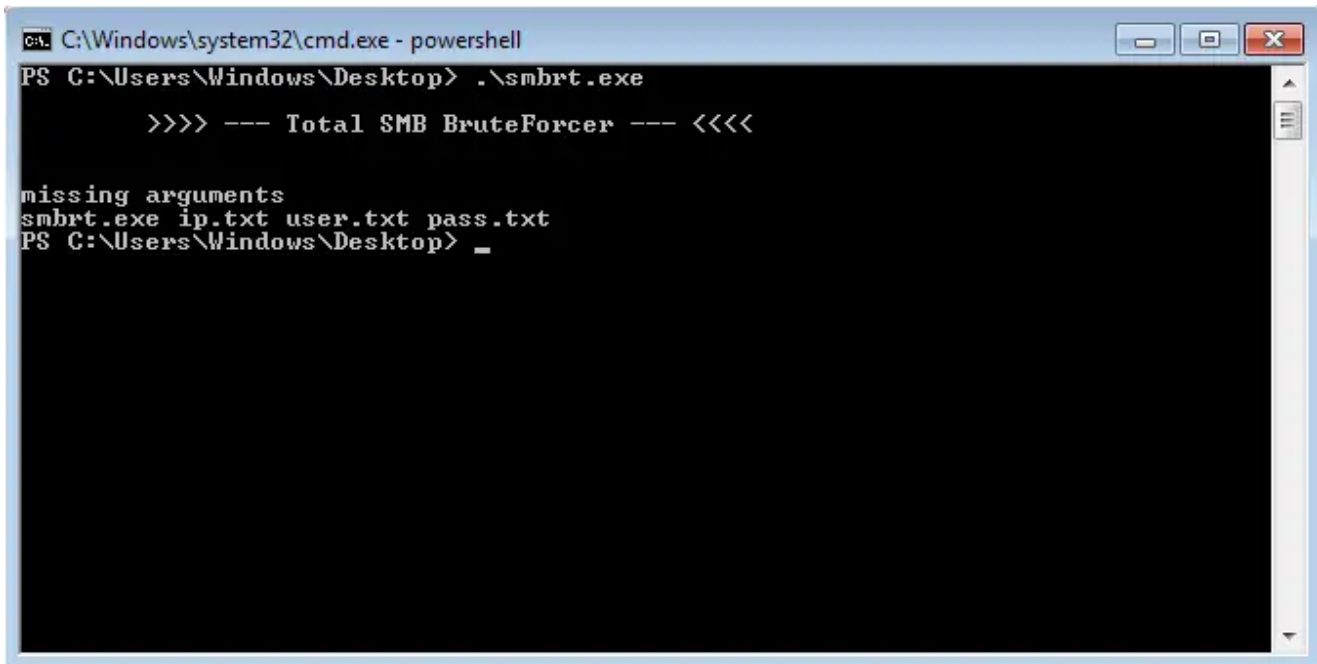 C:\Windows\system32\cmd.exe - powershell
PS C:\Users\Windows\Desktop> .\smbrt.exe
>>>> --- Total SMB BruteForcer --- <<<<
missing arguments
smbrt.exe ip.txt user.txt pass.txt
PS C:\Users\Windows\Desktop> _